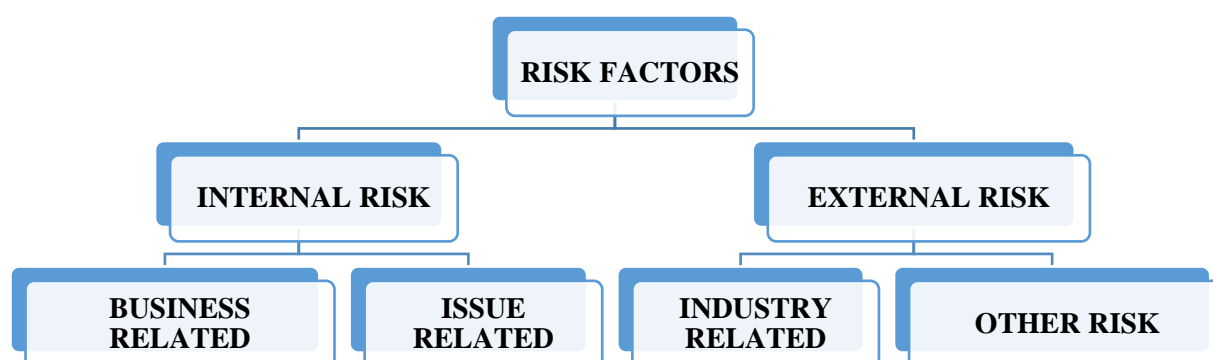 RISK FACTORS
INTERNAL RISK
EXTERNAL RISK
BUSINESS
RELATED
ISSUE
RELATED
INDUSTRY
RELATED
OTHER RISK